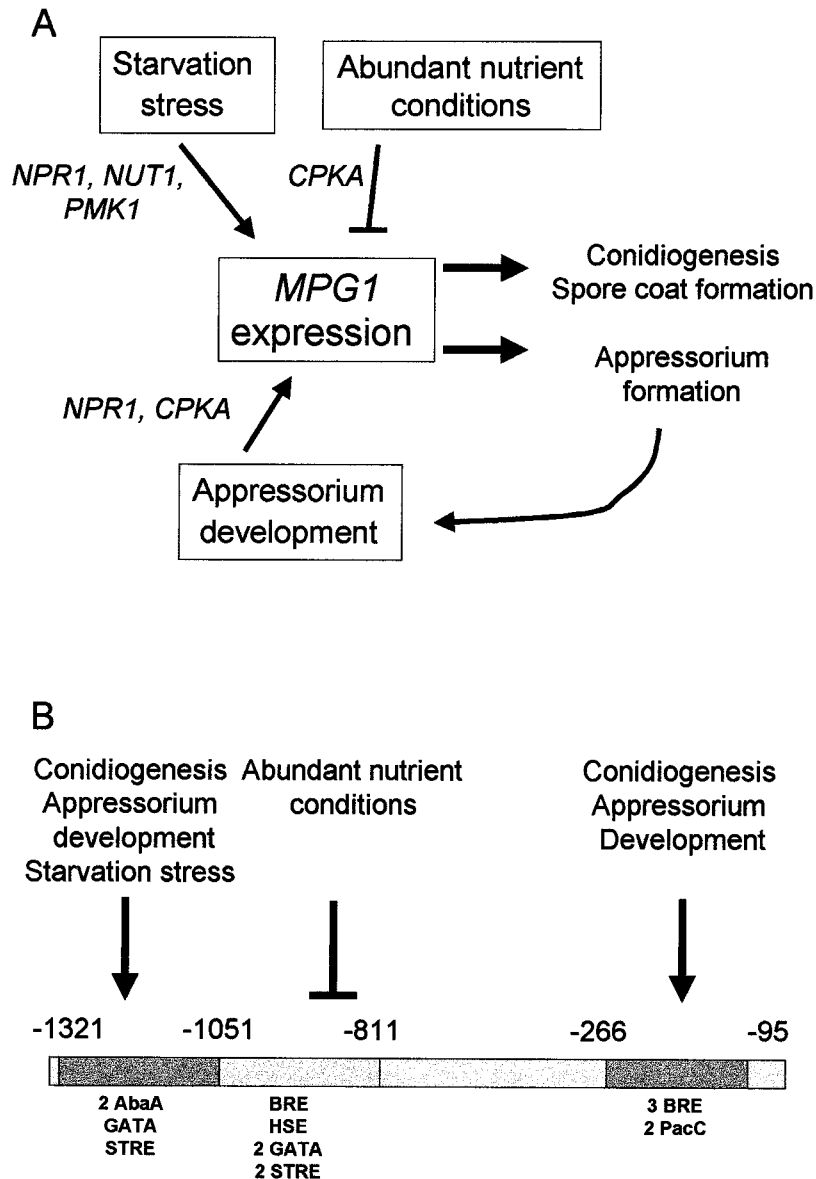 A
Starvation
stress
Abundant nutrient
conditions
NPR1, NUT1,
PMK1
CPKA
MPG1
expression
Conidiogenesis
Spore coat formation
Appressorium
formation
NPR1, CPKA
Appressorium
development
B
Conidiogenesis
Appressorium
development
Starvation stress
Abundant nutrient
conditions
Conidiogenesis
Appressorium
Development
-1321
-1051
-811
-266
-95
2 AbaA
GATA
STRE
BRE
HSE
2 GATA
2 STRE
3 BRE
2 PacC